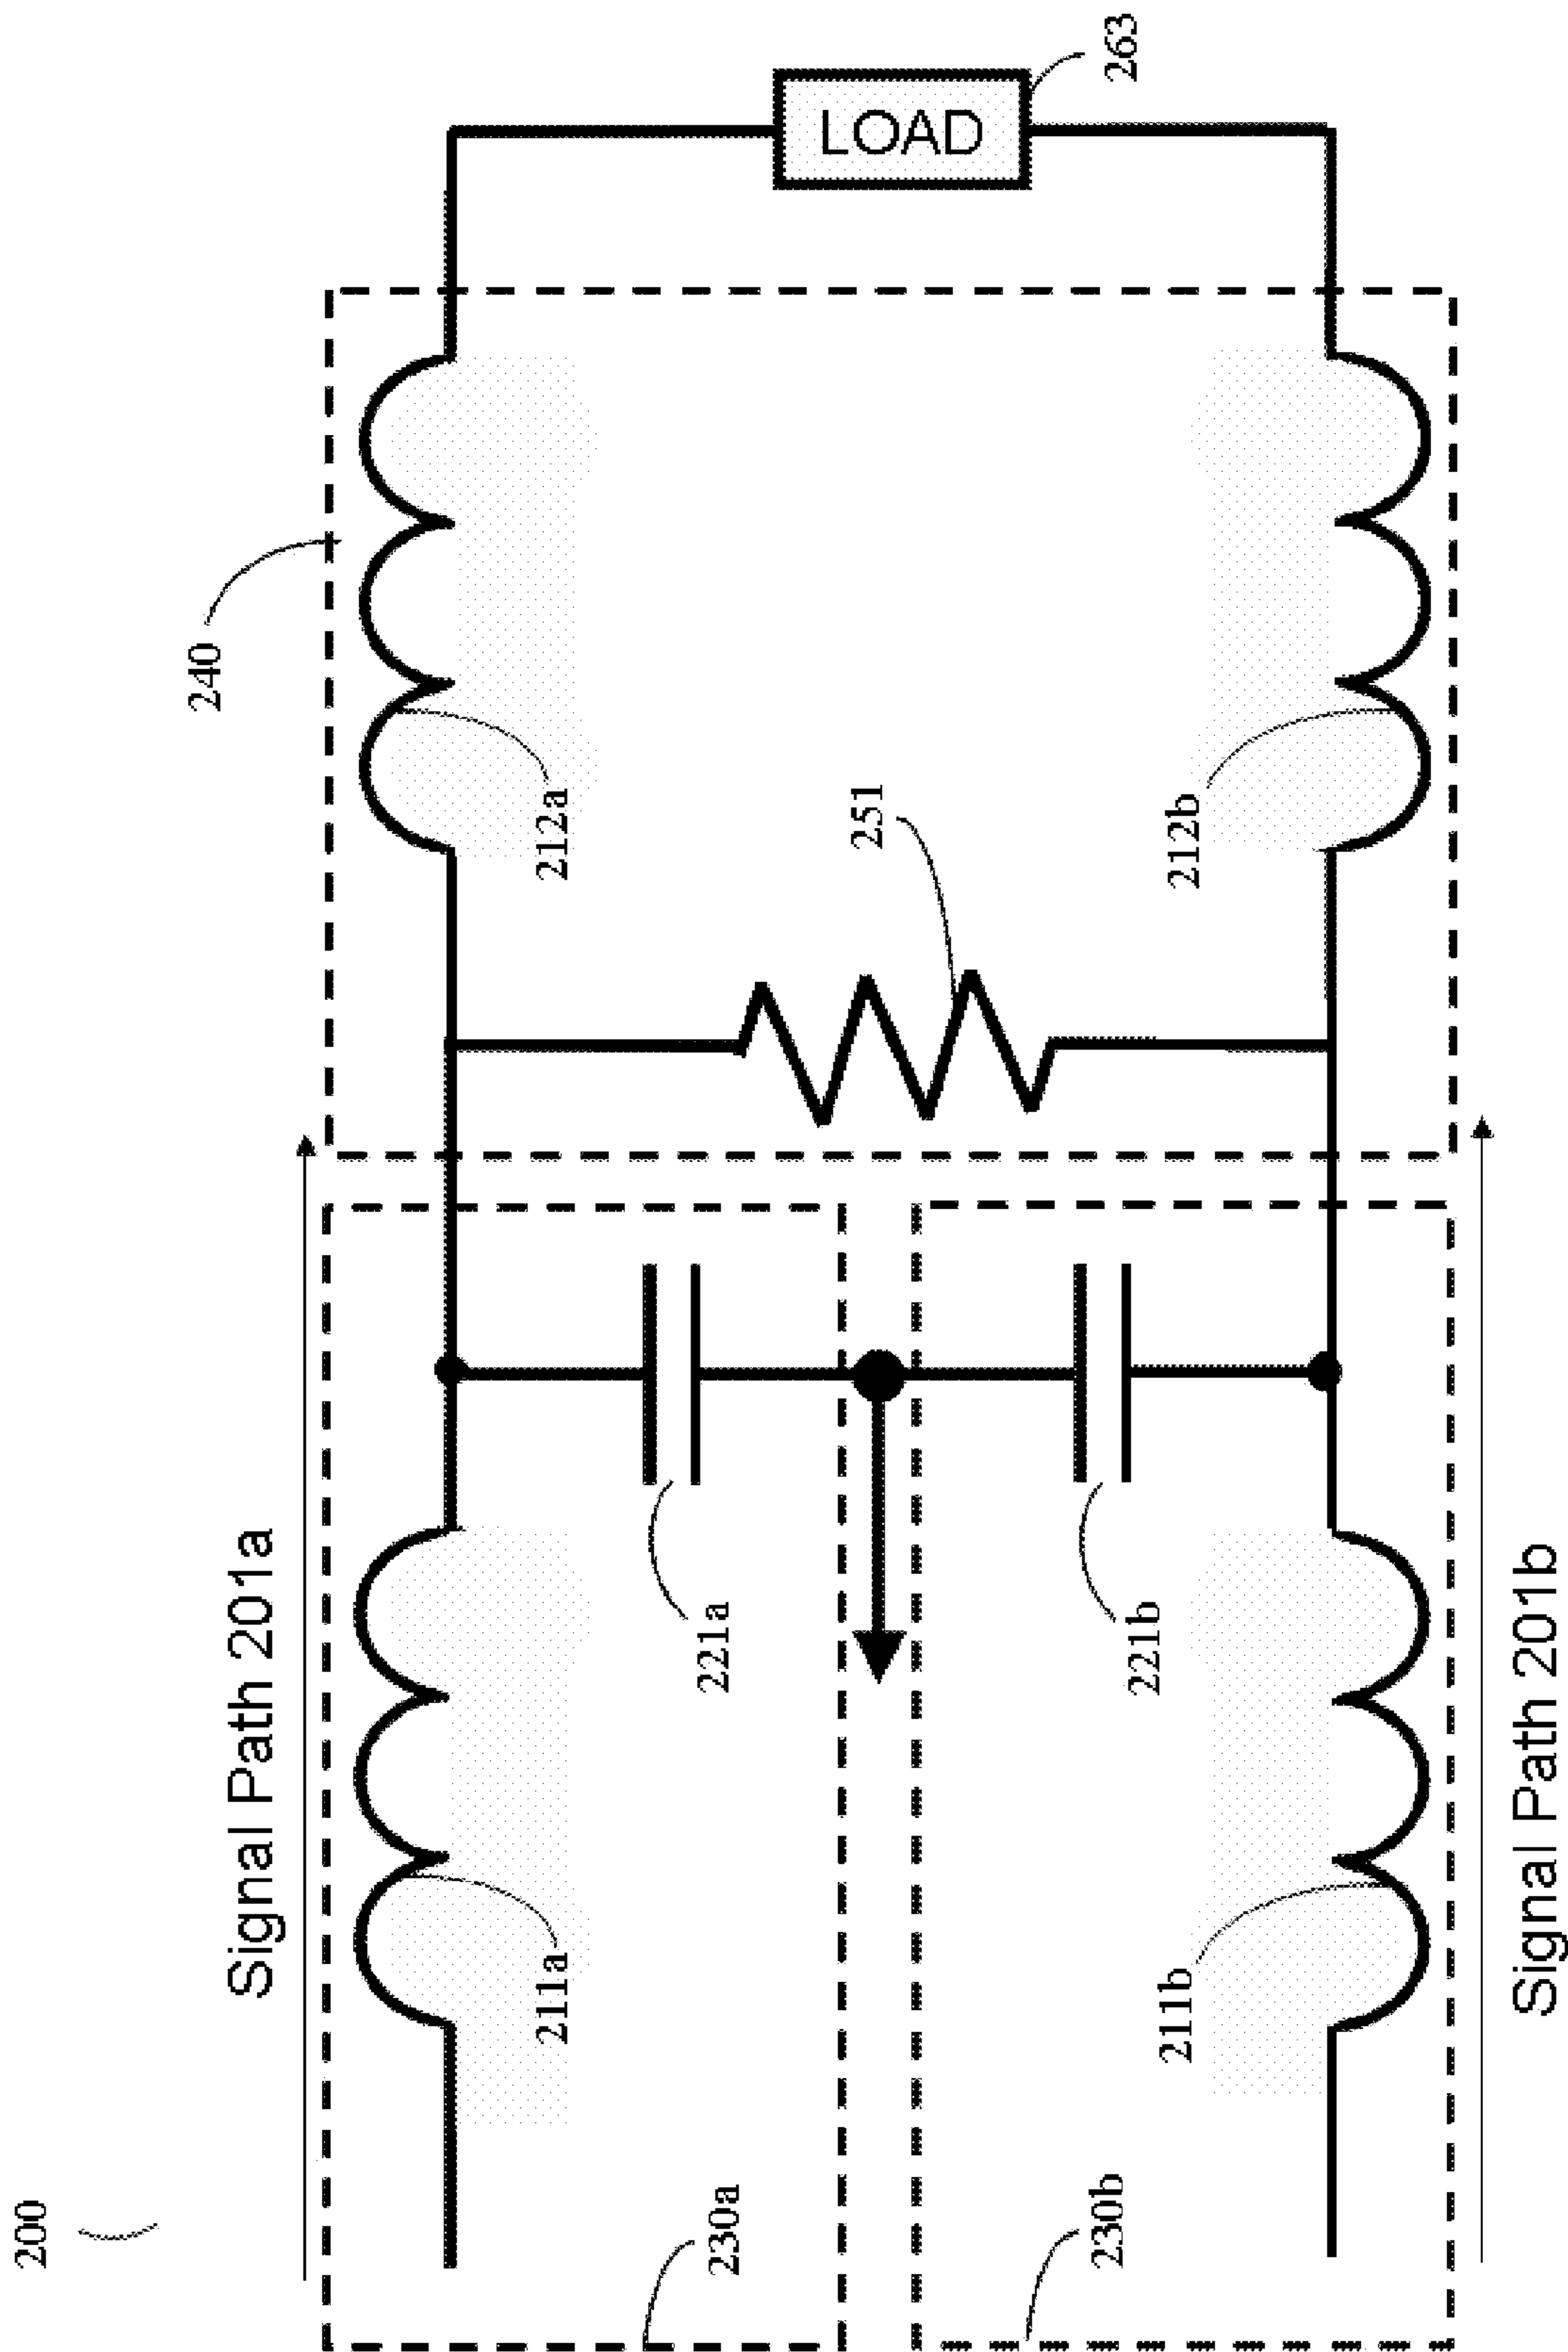 200
Signal Path 201a
240
230a
211a
221a
212a
251
LOAD
263
230b
211b
221b
212b
Signal Path 201b